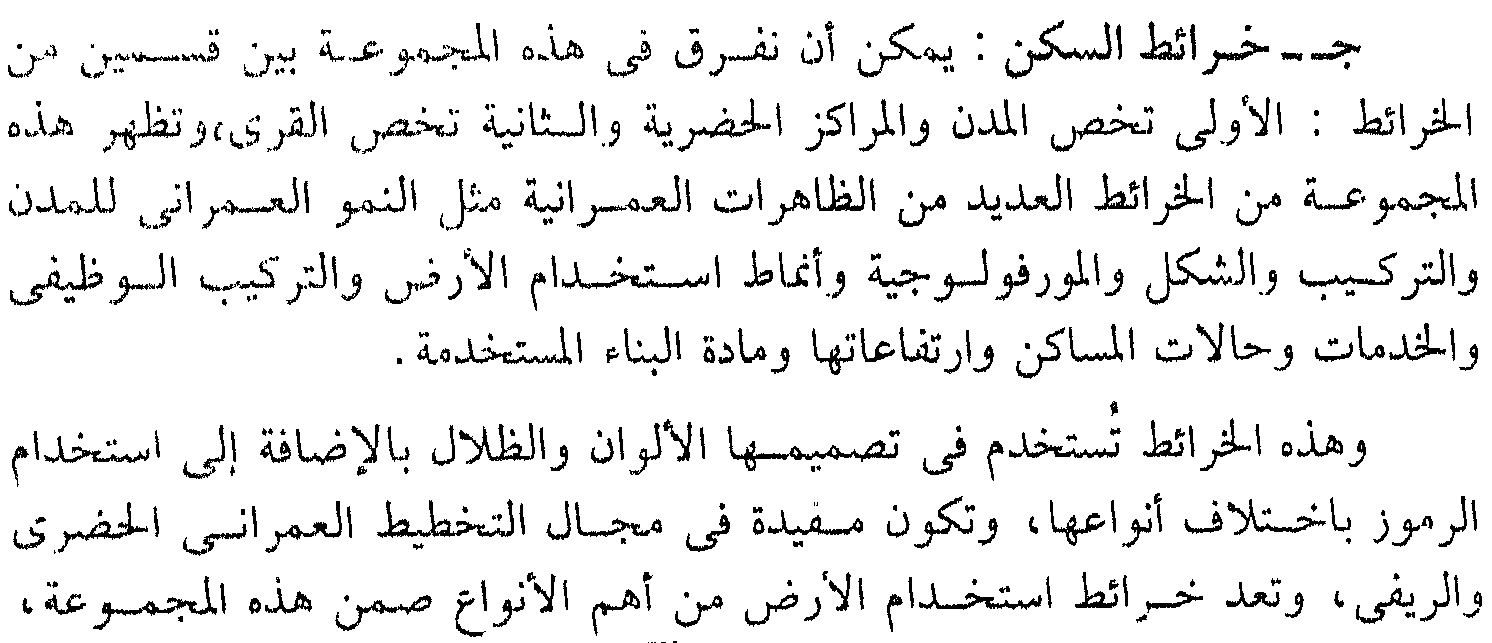 جـ ـ خرائط السكن : يمكن أن نفرق فى هذه المجموعة بين قسمين من
الخرائط : الأولى تخص المدن والمراكز الحضرية والثانية تخص القرى،وتظهر هذه
المجموعة من الخرائط العديد من الظاهرات العمرانية مثل النمو العمرانى للمدن
والتركيب والشكل والمورفولوجية وأنماط استخدام الأرض والتركيب الوظيفى
والخدمات وحالات المساكن وارتفاعاتها ومادة البناء المستخدمة .
وهذه الخرائط تُستخدم فى تصميمها الألوان والظلال بالإضافة إلى استخدام
الرموز باختلاف أنواعها، وتكون مفيدة فى مجال التخطيط العمرانى الحضرى
والريفى، وتعد خرائط استخدام الأرض من أهم الأنواع صمن هذه المجموعة،